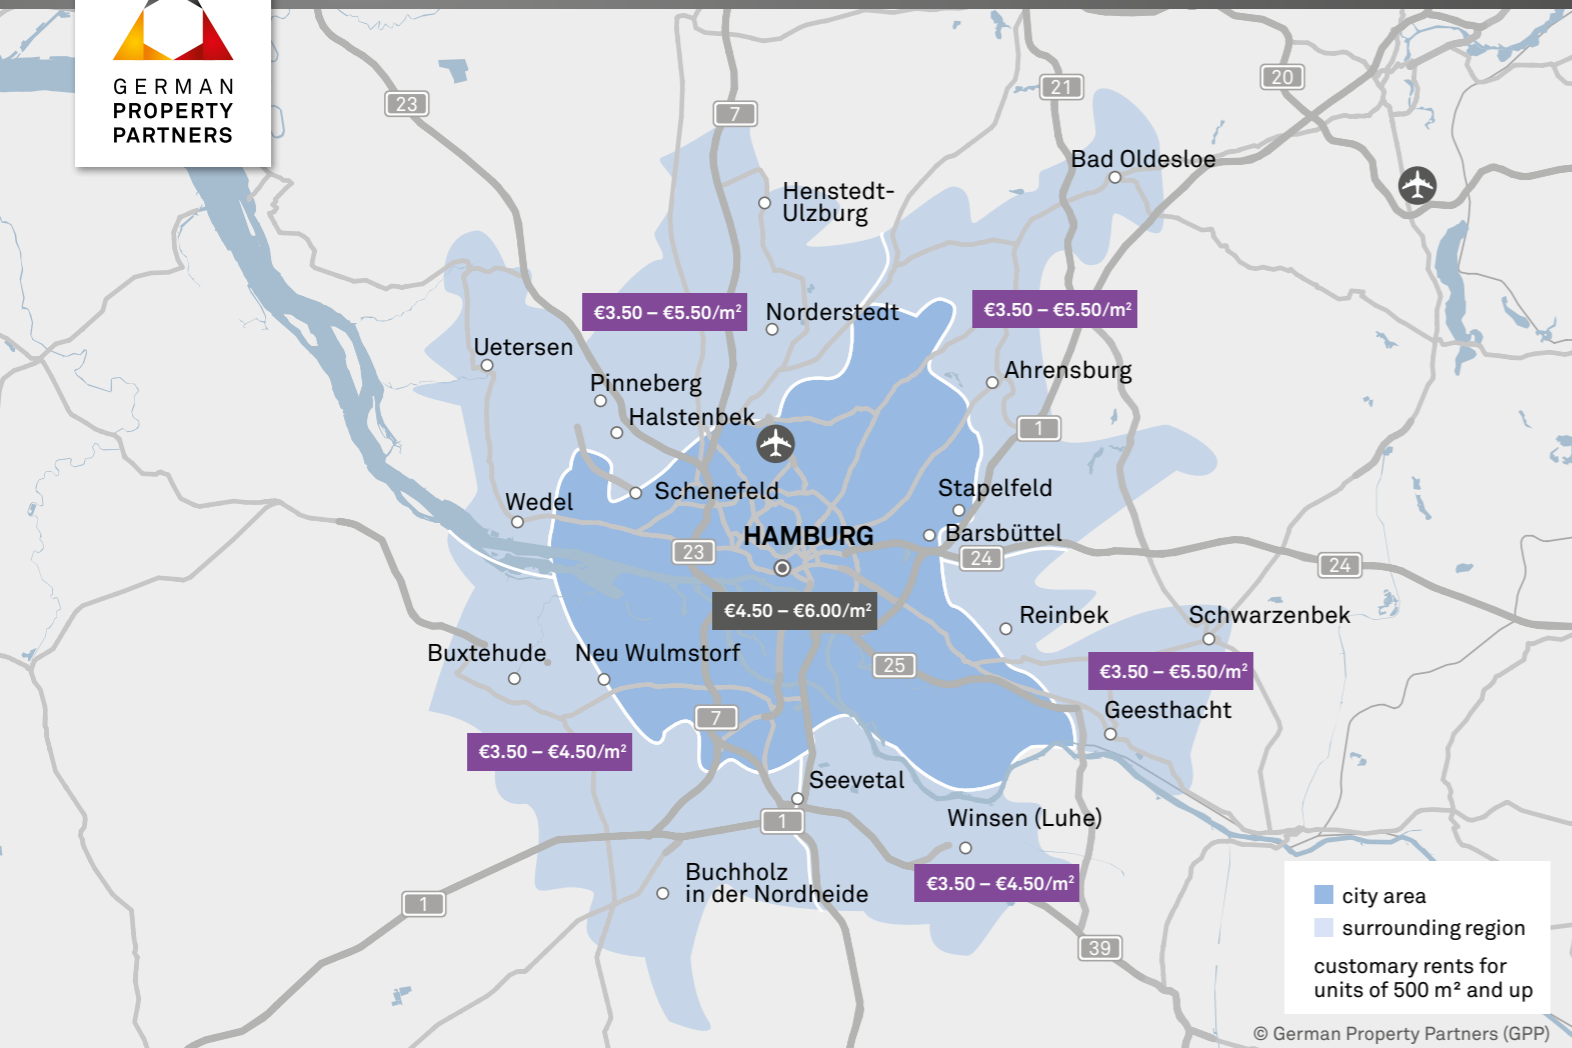 GERMAN
PROPERTY
PARTNERS
23
7
21
20
Bad Oldesloe
Henstedt-
Ulzburg
€3.50 – €5.50/m²
Norderstedt
€3.50 – €5.50/m²
Uetersen
Pinneberg
Ahrensburg
Halstenbek
1
Schenefeld
Stapelfeld
Wedel
HAMBURG
Barsbüttel
23
24
24
€4.50 – €6.00/m²
Reinbek
Schwarzenbek
Buxtehude
Neu Wulmstorf
25
€3.50 – €5.50/m²
7
Geesthacht
€3.50 – €4.50/m²
Seevetal
1
Winsen (Luhe)
Buchholz
in der Nordheide
€3.50 – €4.50/m²
1
39
city area
surrounding region
customary rents for
units of 500 m² and up
© German Property Partners (GPP)